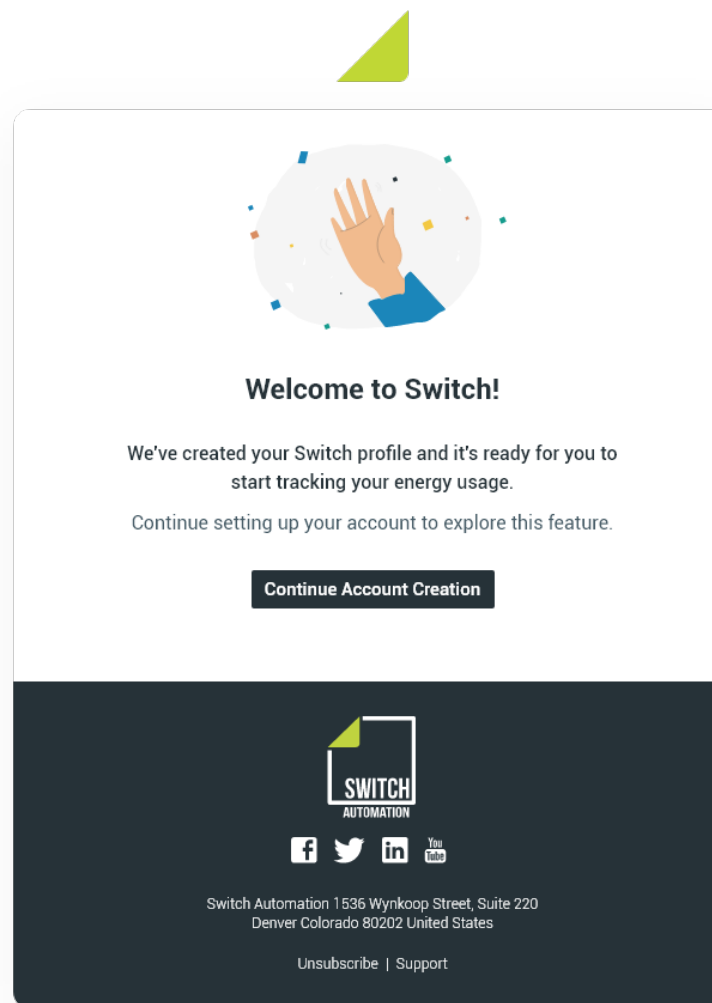 Welcome to Switch!
We've created your Switch profile and it's ready for you to
start tracking your energy usage.
Continue setting up your account to explore this feature.
Continue Account Creation
SWITCH
AUTOMATION
You
Tube
Switch Automation 1536 Wynkoop Street, Suite 220
Denver Colorado 80202 United States
Unsubscribe | Support